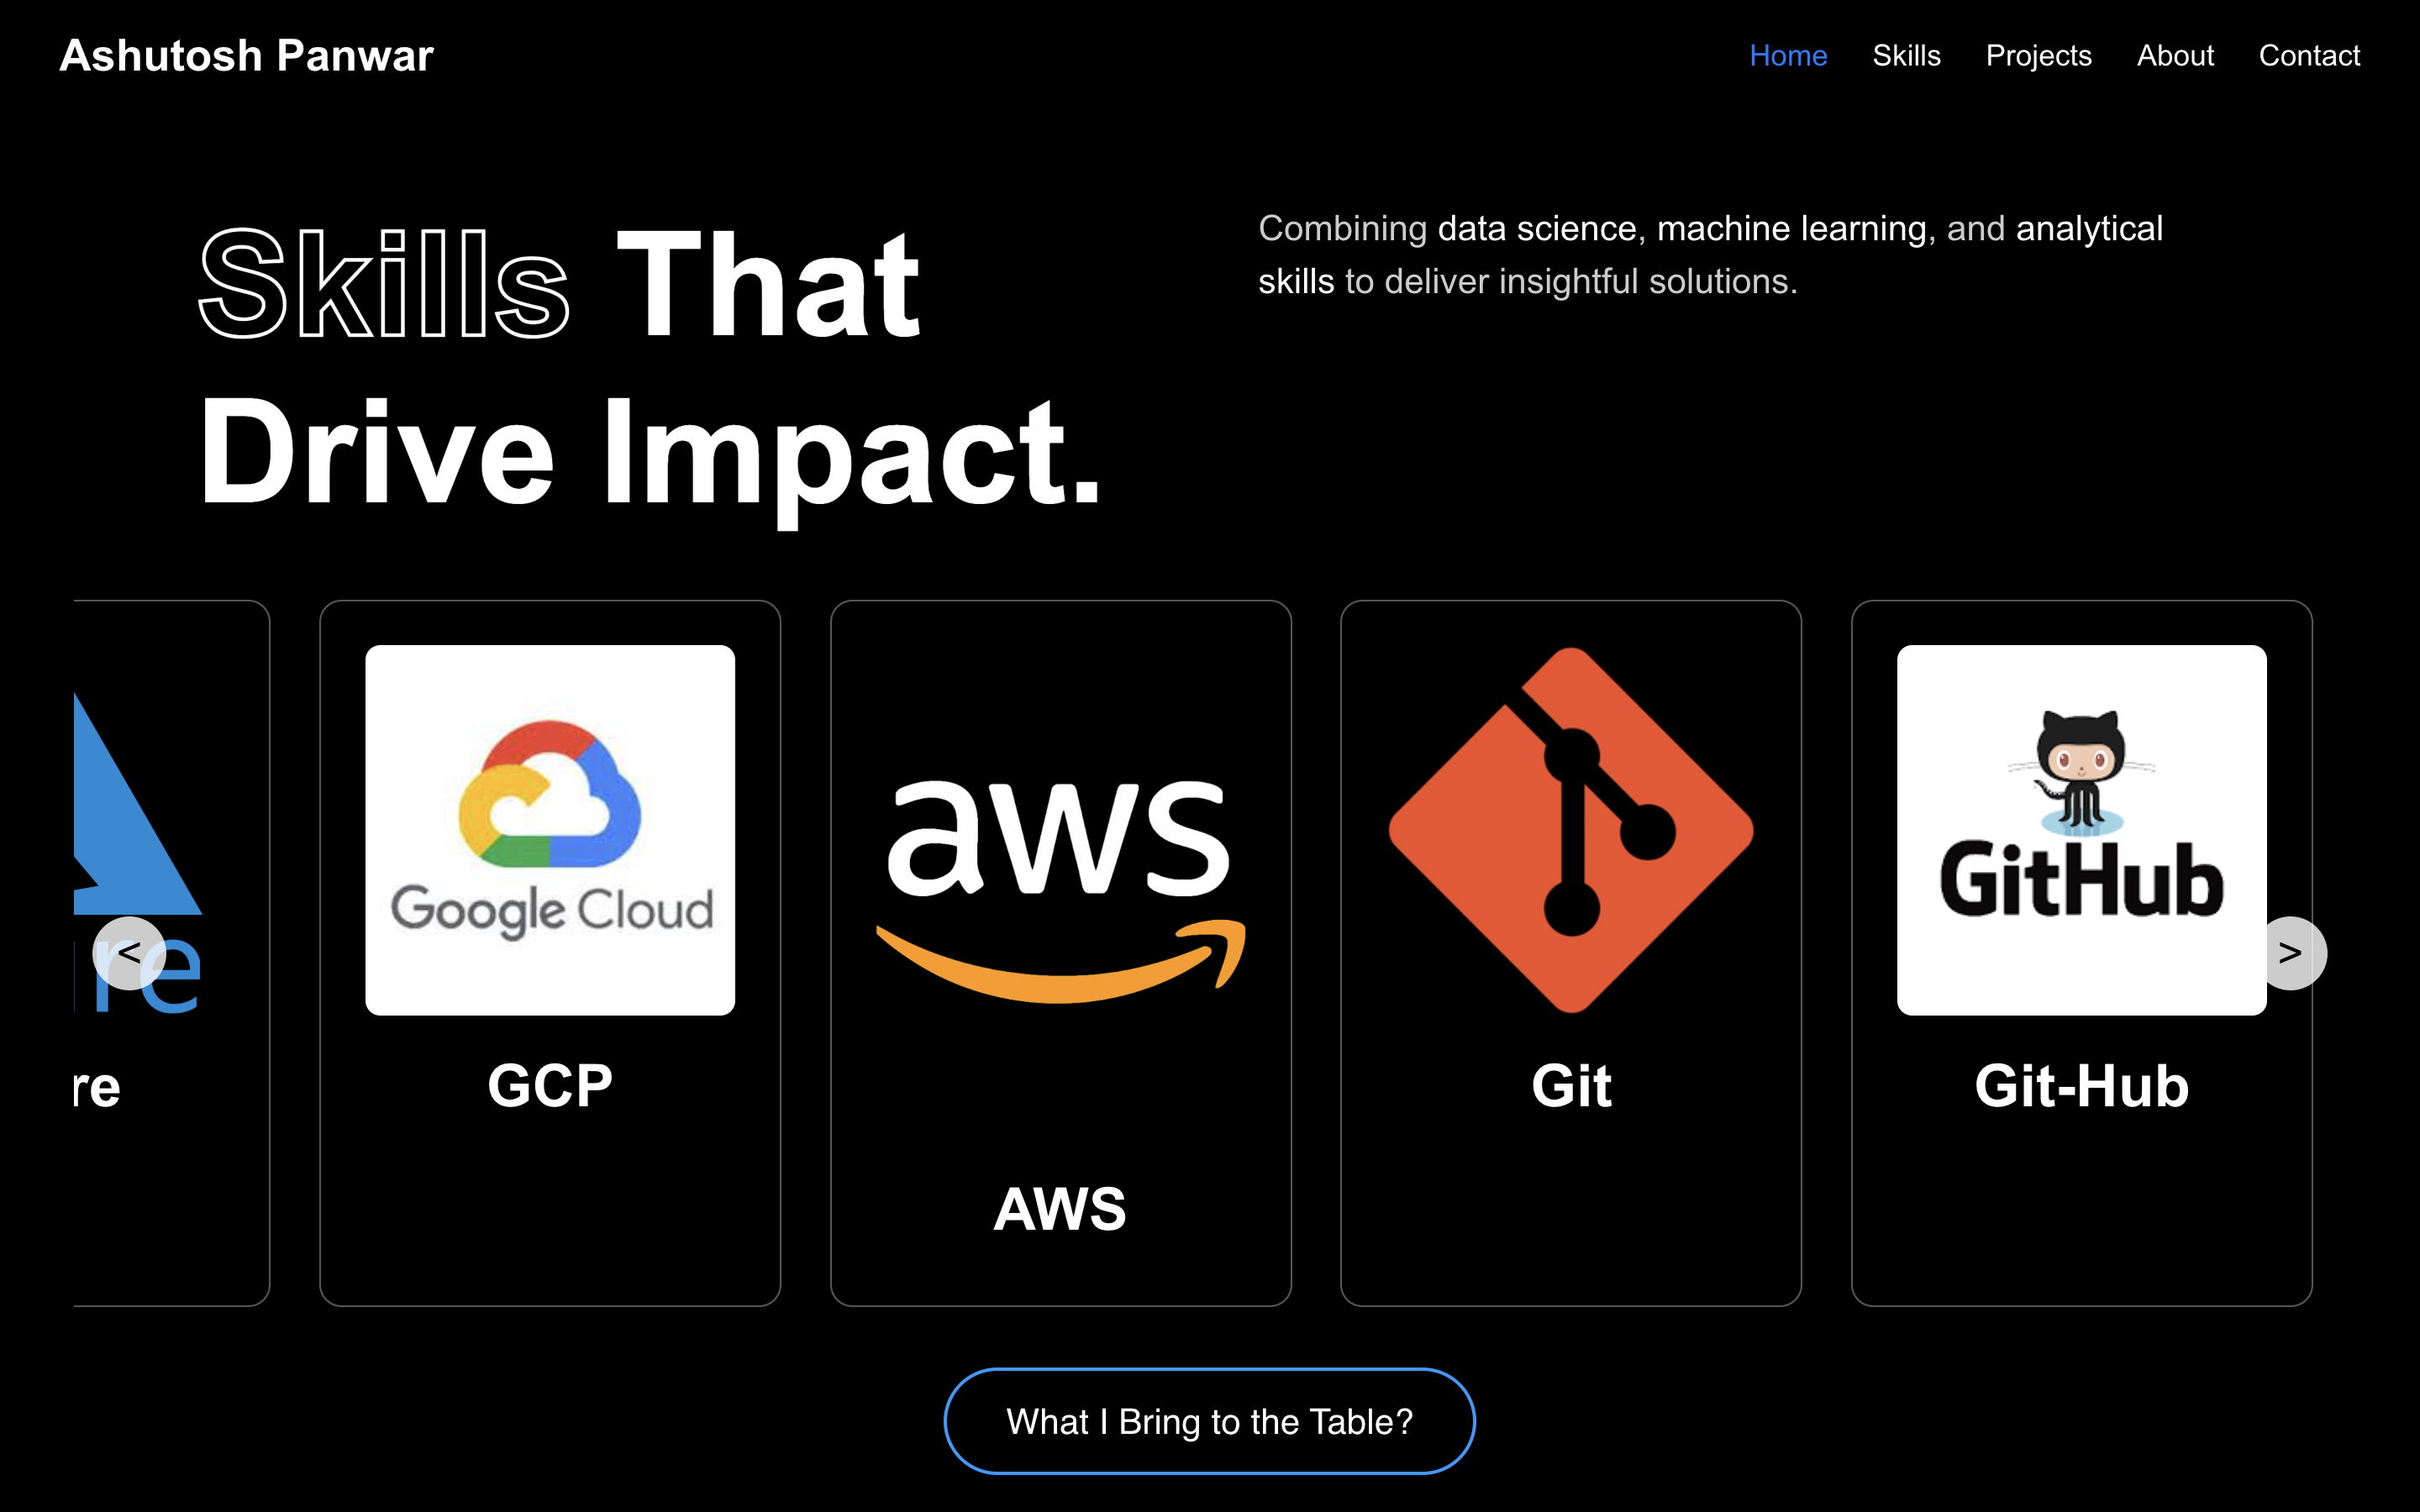 Ashutosh Panwar
Home Skills Projects About Contact
Skills That
Drive Impact.
Combining data science, machine learning, and analytical
skills to deliver insightful solutions.
re
<
re
Google Cloud
GCP
aws
AWS
Git
GitHub
>
Git-Hub
What I Bring to the Table?